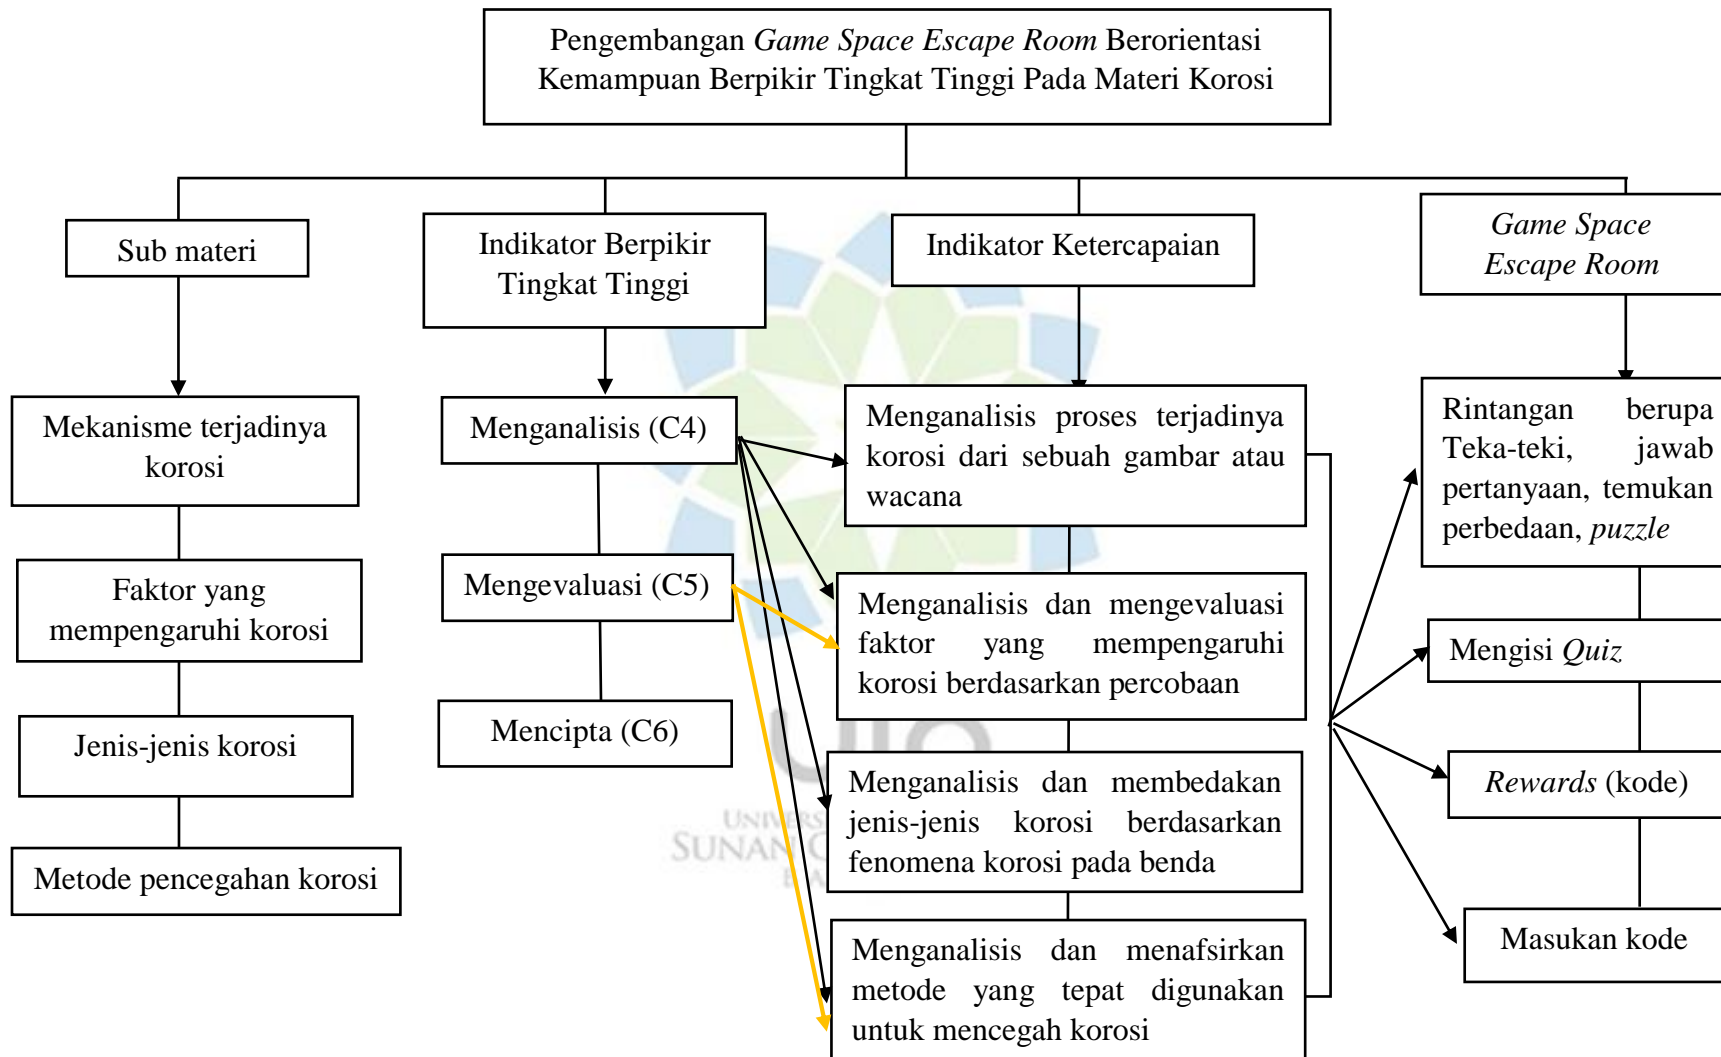 Pengembangan Game Space Escape Room Berorientasi
Kemampuan Berpikir Tingkat Tinggi Pada Materi Korosi
Sub materi
Indikator Berpikir
Tingkat Tinggi
Indikator Ketercapaian
Game Space
Escape Room
Mekanisme terjadinya
korosi
Faktor yang
mempengaruhi korosi
Jenis-jenis korosi
Metode pencegahan korosi
Menganalisis (C4)
Mengevaluasi (C5)
Mencipta (C6)
Menganalisis proses terjadinya
korosi dari sebuah gambar atau
wacana
Menganalisis dan mengevaluasi
faktor yang mempengaruhi
korosi berdasarkan percobaan
Menganalisis dan membedakan
jenis-jenis korosi berdasarkan
fenomena korosi pada benda
Menganalisis dan menafsirkan
metode yang tepat digunakan
untuk mencegah korosi
Rintangan berupa
Teka-teki, jawab
pertanyaan, temukan
perbedaan, puzzle
Mengisi Quiz
Rewards (kode)
Masukan kode
SUNAN